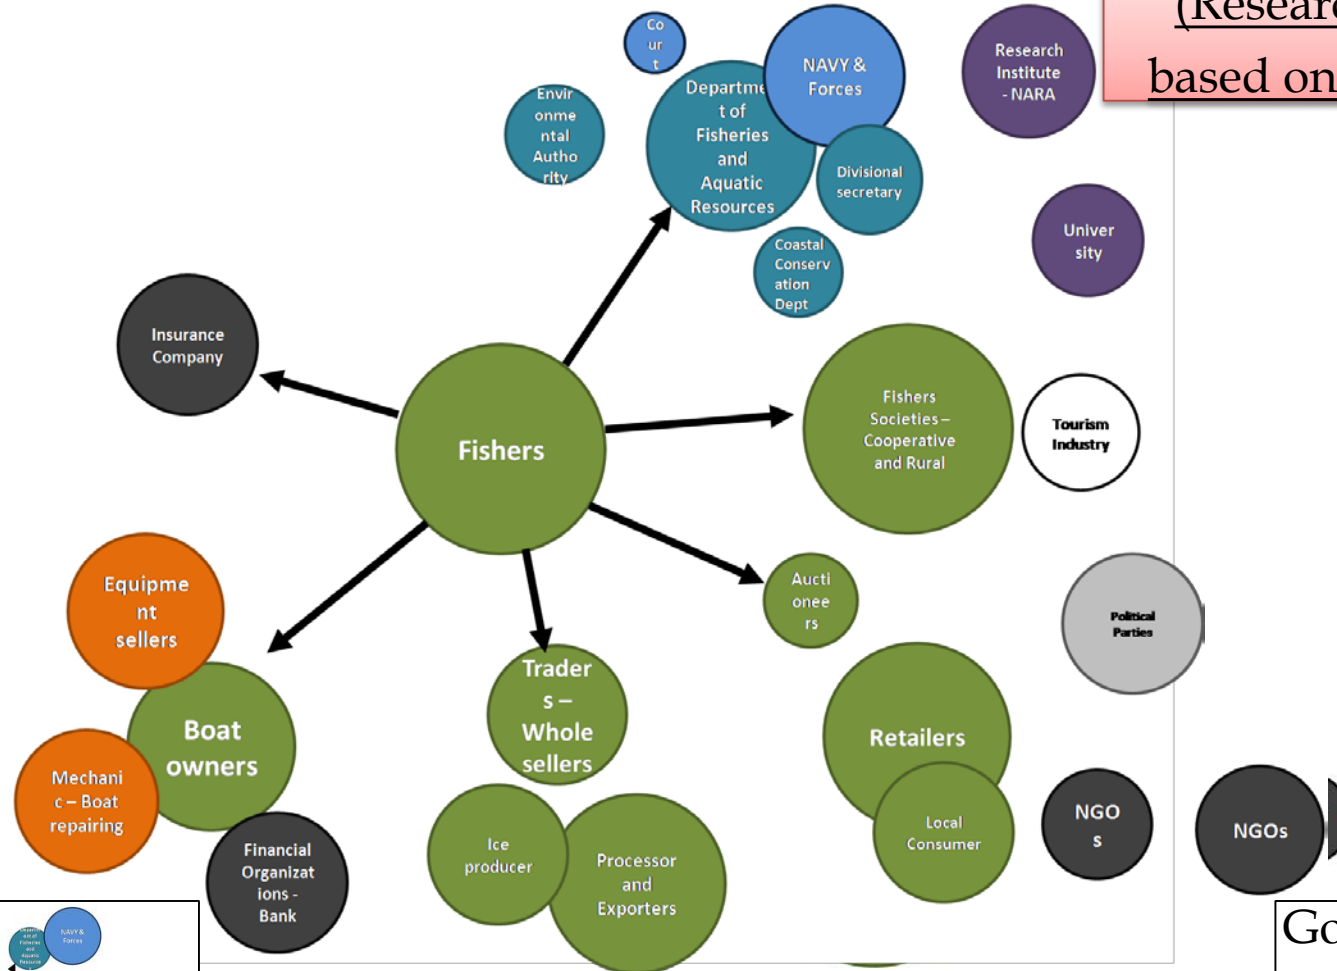 (Resear
based on
Co
ur
t
NAVY &
Forces
Research
Institute
- NARA
Envir
onme
ntal
Autho
rity
Departme
t of
Fisheries
and
Aquatic
Resources
Divisional
secretary
Univer
sity
Coastal
Conserv
ation
Dept
Insurance
Company
Fishers
Fishers
Societies –
Cooperative
and Rural
Tourism
Industry
Equipme
nt
sellers
Aucti
onee
rs
Political
Parties
Trader
s –
Whole
sellers
Boat
owners
Retailers
Mechani
c – Boat
repairing
Financial
Organizat
ions -
Bank
Ice
producer
Processor
and
Exporters
Local
Consumer
NGO
s
NGOs
NAVY &
Forces
Go